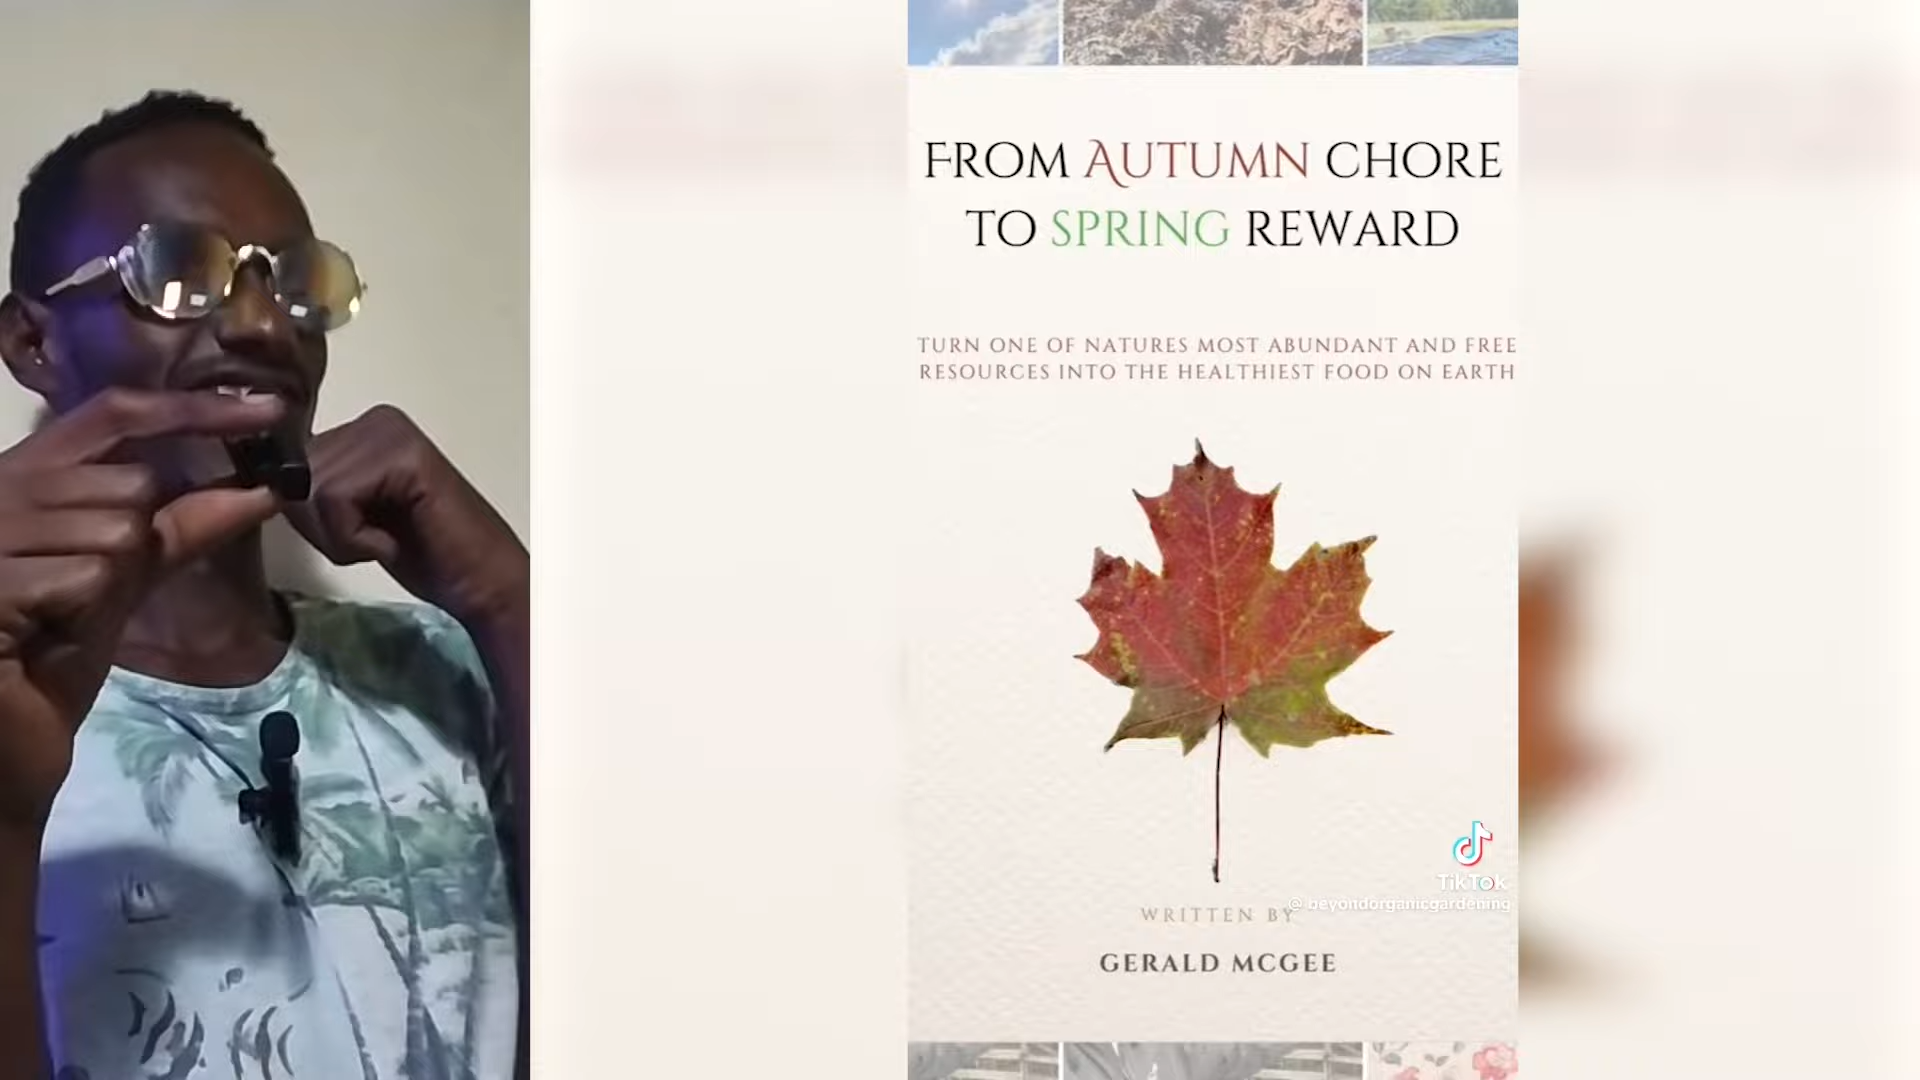 FROM AUTUMN CHORE
TO SPRING REWARD
TURN ONE OF NATURES MOST ABUNDANT AND FREE
RESOURCES INTO THE HEALTHIEST FOOD ON EARTH
TikTok
@ beyondorganicgardening
WRITTEN BY
GERALD MCGEE